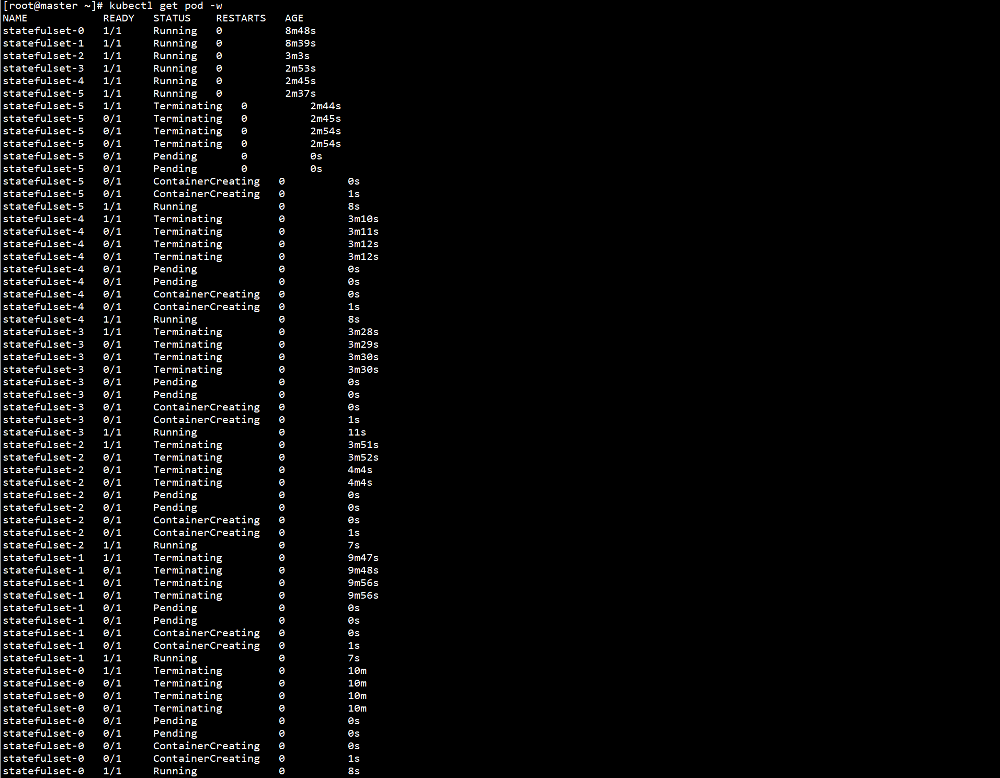 [root@master ~]# kubectl get pod -w
NAME            READY   STATUS    RESTARTS   AGE
statefulset-0   1/1     Running   0          8m48s
statefulset-1   1/1     Running   0          8m39s
statefulset-2   1/1     Running   0          3m3s
statefulset-3   1/1     Running   0          2m53s
statefulset-4   1/1     Running   0          2m45s
statefulset-5   1/1     Running   0          2m37s
statefulset-5   1/1     Terminating   0          2m44s
statefulset-5   0/1     Terminating   0          2m45s
statefulset-5   0/1     Terminating   0          2m54s
statefulset-5   0/1     Terminating   0          2m54s
statefulset-5   0/1     Pending       0          0s
statefulset-5   0/1     Pending       0          0s
statefulset-5   0/1     ContainerCreating   0          0s
statefulset-5   0/1     ContainerCreating   0          1s
statefulset-5   1/1     Running             0          8s
statefulset-4   1/1     Terminating         0          3m10s
statefulset-4   0/1     Terminating         0          3m11s
statefulset-4   0/1     Terminating         0          3m12s
statefulset-4   0/1     Terminating         0          3m12s
statefulset-4   0/1     Pending             0          0s
statefulset-4   0/1     Pending             0          0s
statefulset-4   0/1     ContainerCreating   0          0s
statefulset-4   0/1     ContainerCreating   0          1s
statefulset-4   1/1     Running             0          8s
statefulset-3   1/1     Terminating         0          3m28s
statefulset-3   0/1     Terminating         0          3m29s
statefulset-3   0/1     Terminating         0          3m30s
statefulset-3   0/1     Terminating         0          3m30s
statefulset-3   0/1     Pending             0          0s
statefulset-3   0/1     Pending             0          0s
statefulset-3   0/1     ContainerCreating   0          0s
statefulset-3   0/1     ContainerCreating   0          1s
statefulset-3   1/1     Running             0          11s
statefulset-2   1/1     Terminating         0          3m51s
statefulset-2   0/1     Terminating         0          3m52s
statefulset-2   0/1     Terminating         0          4m4s
statefulset-2   0/1     Terminating         0          4m4s
statefulset-2   0/1     Pending             0          0s
statefulset-2   0/1     Pending             0          0s
statefulset-2   0/1     ContainerCreating   0          0s
statefulset-2   0/1     ContainerCreating   0          1s
statefulset-2   1/1     Running             0          7s
statefulset-1   1/1     Terminating         0          9m47s
statefulset-1   0/1     Terminating         0          9m48s
statefulset-1   0/1     Terminating         0          9m56s
statefulset-1   0/1     Terminating         0          9m56s
statefulset-1   0/1     Pending             0          0s
statefulset-1   0/1     Pending             0          0s
statefulset-1   0/1     ContainerCreating   0          0s
statefulset-1   0/1     ContainerCreating   0          1s
statefulset-1   1/1     Running             0          7s
statefulset-0   1/1     Terminating         0          10m
statefulset-0   0/1     Terminating         0          10m
statefulset-0   0/1     Terminating         0          10m
statefulset-0   0/1     Terminating         0          10m
statefulset-0   0/1     Pending             0          0s
statefulset-0   0/1     Pending             0          0s
statefulset-0   0/1     ContainerCreating   0          0s
statefulset-0   0/1     ContainerCreating   0          1s
statefulset-0   1/1     Running             0          8s